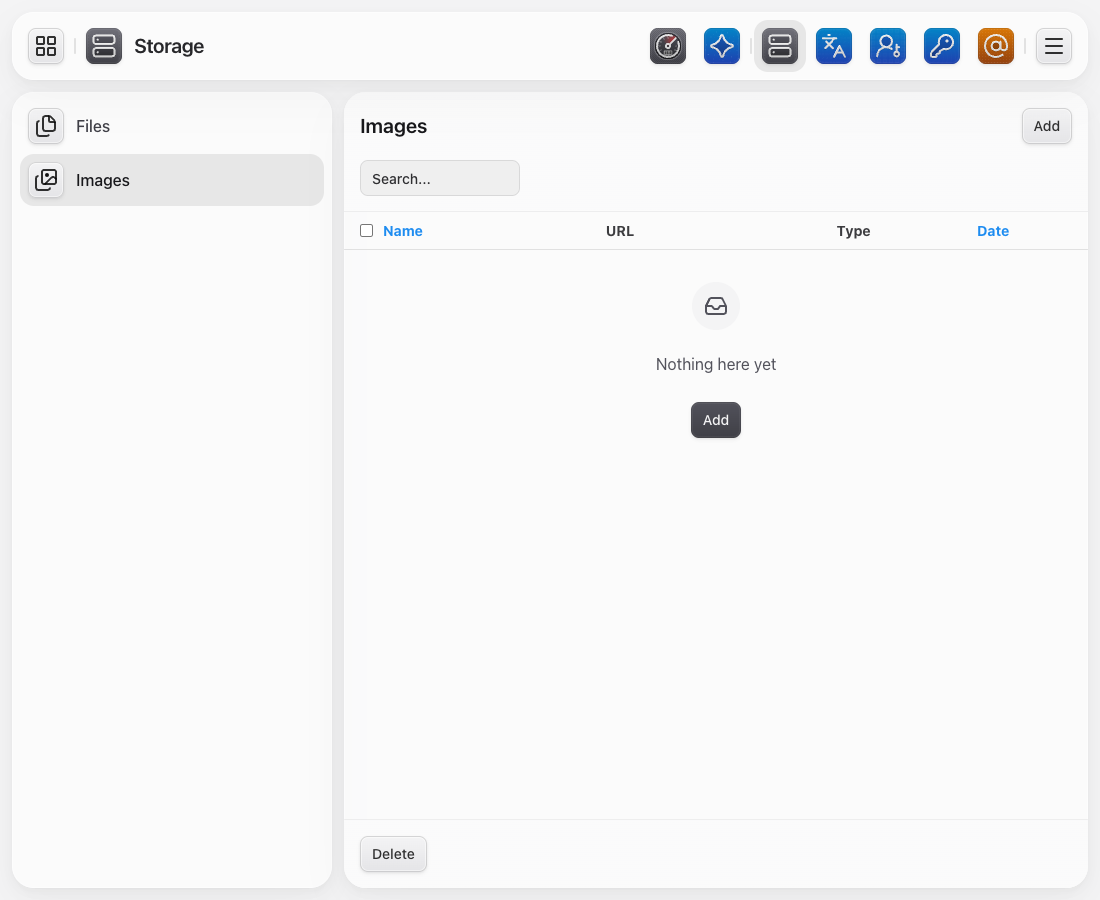 Storage
Files
Images
Images
Add
Search...
Name URL Type Date
Nothing here yet
Add
Delete